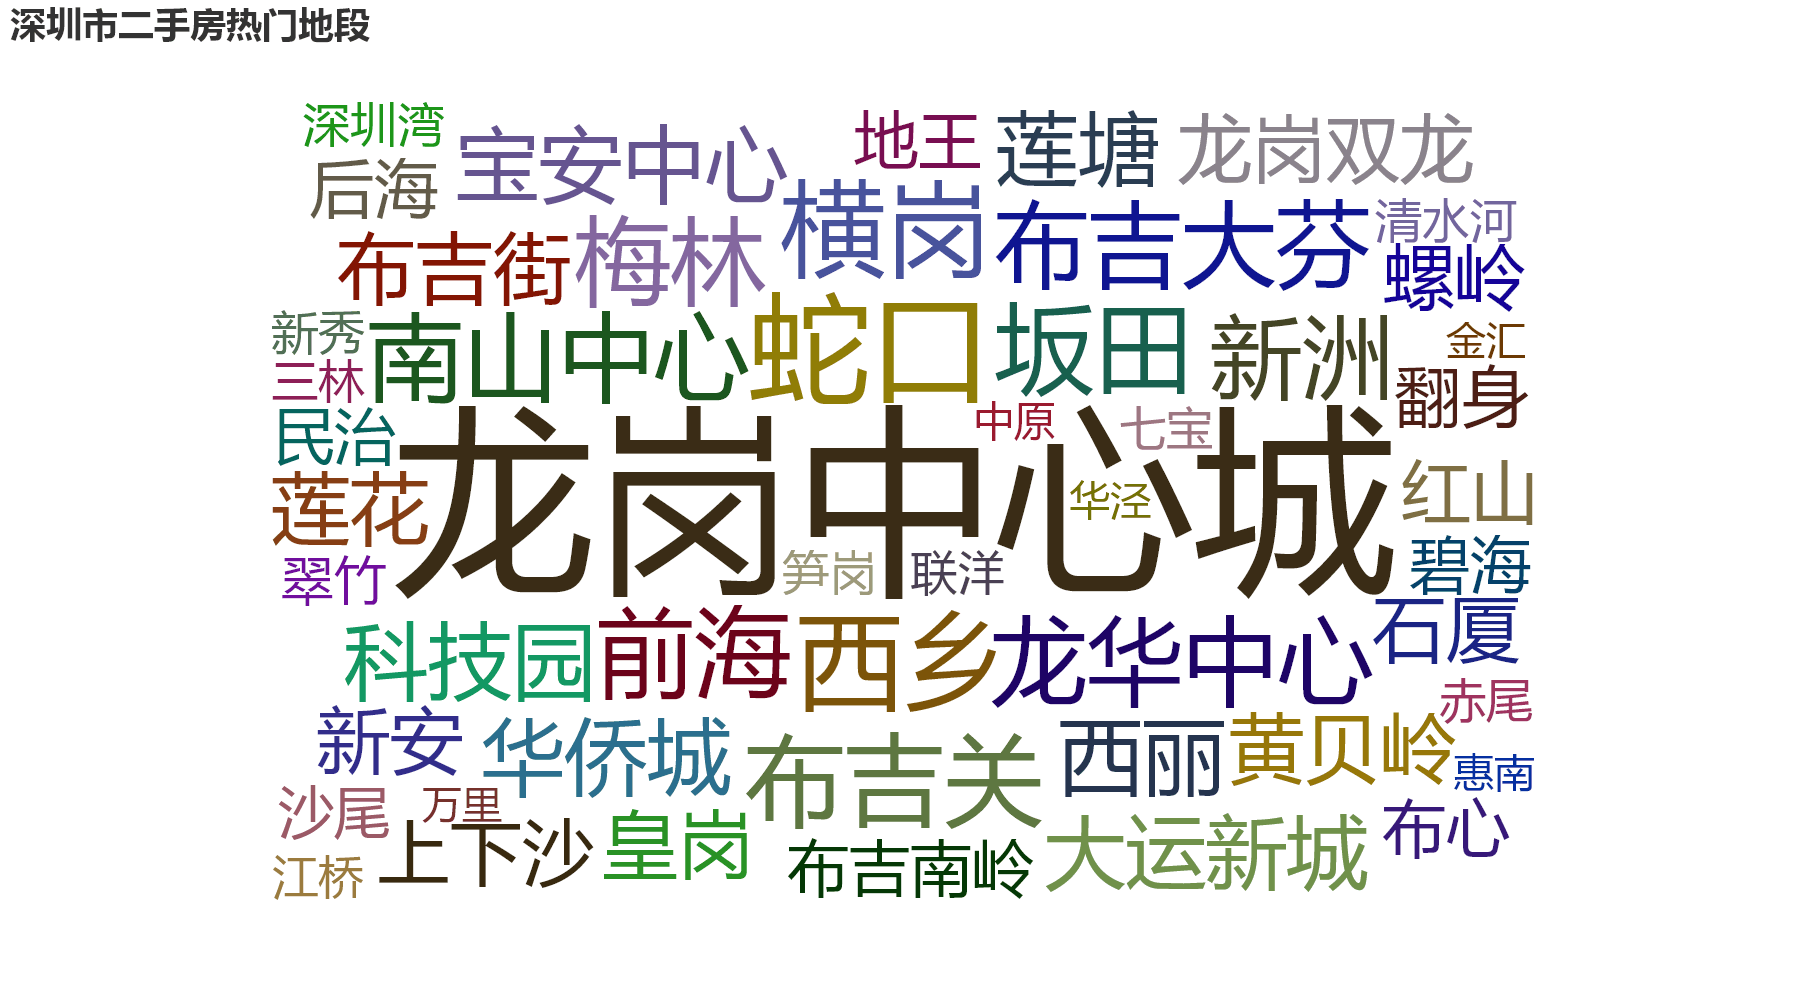 深圳市二手房热门地段
深圳湾
宝安中心
地王
莲塘
龙岗双龙
后海
横岗
布吉大芬
清水河
布吉街
梅林
螺岭
新秀
南山中心
蛇口
坂田
新洲
金汇
三林
翻身
民治
龙岗中心城
中原
七宝
莲花
华泾
红山
翠竹
笋岗
联洋
碧海
科技园
前海
西乡
龙华中心
石厦
赤尾
新安
华侨城
布吉关
西丽
黄贝岭
惠南
沙尾
万里
上下沙
皇岗
布吉南岭
大运新城
布心
江桥